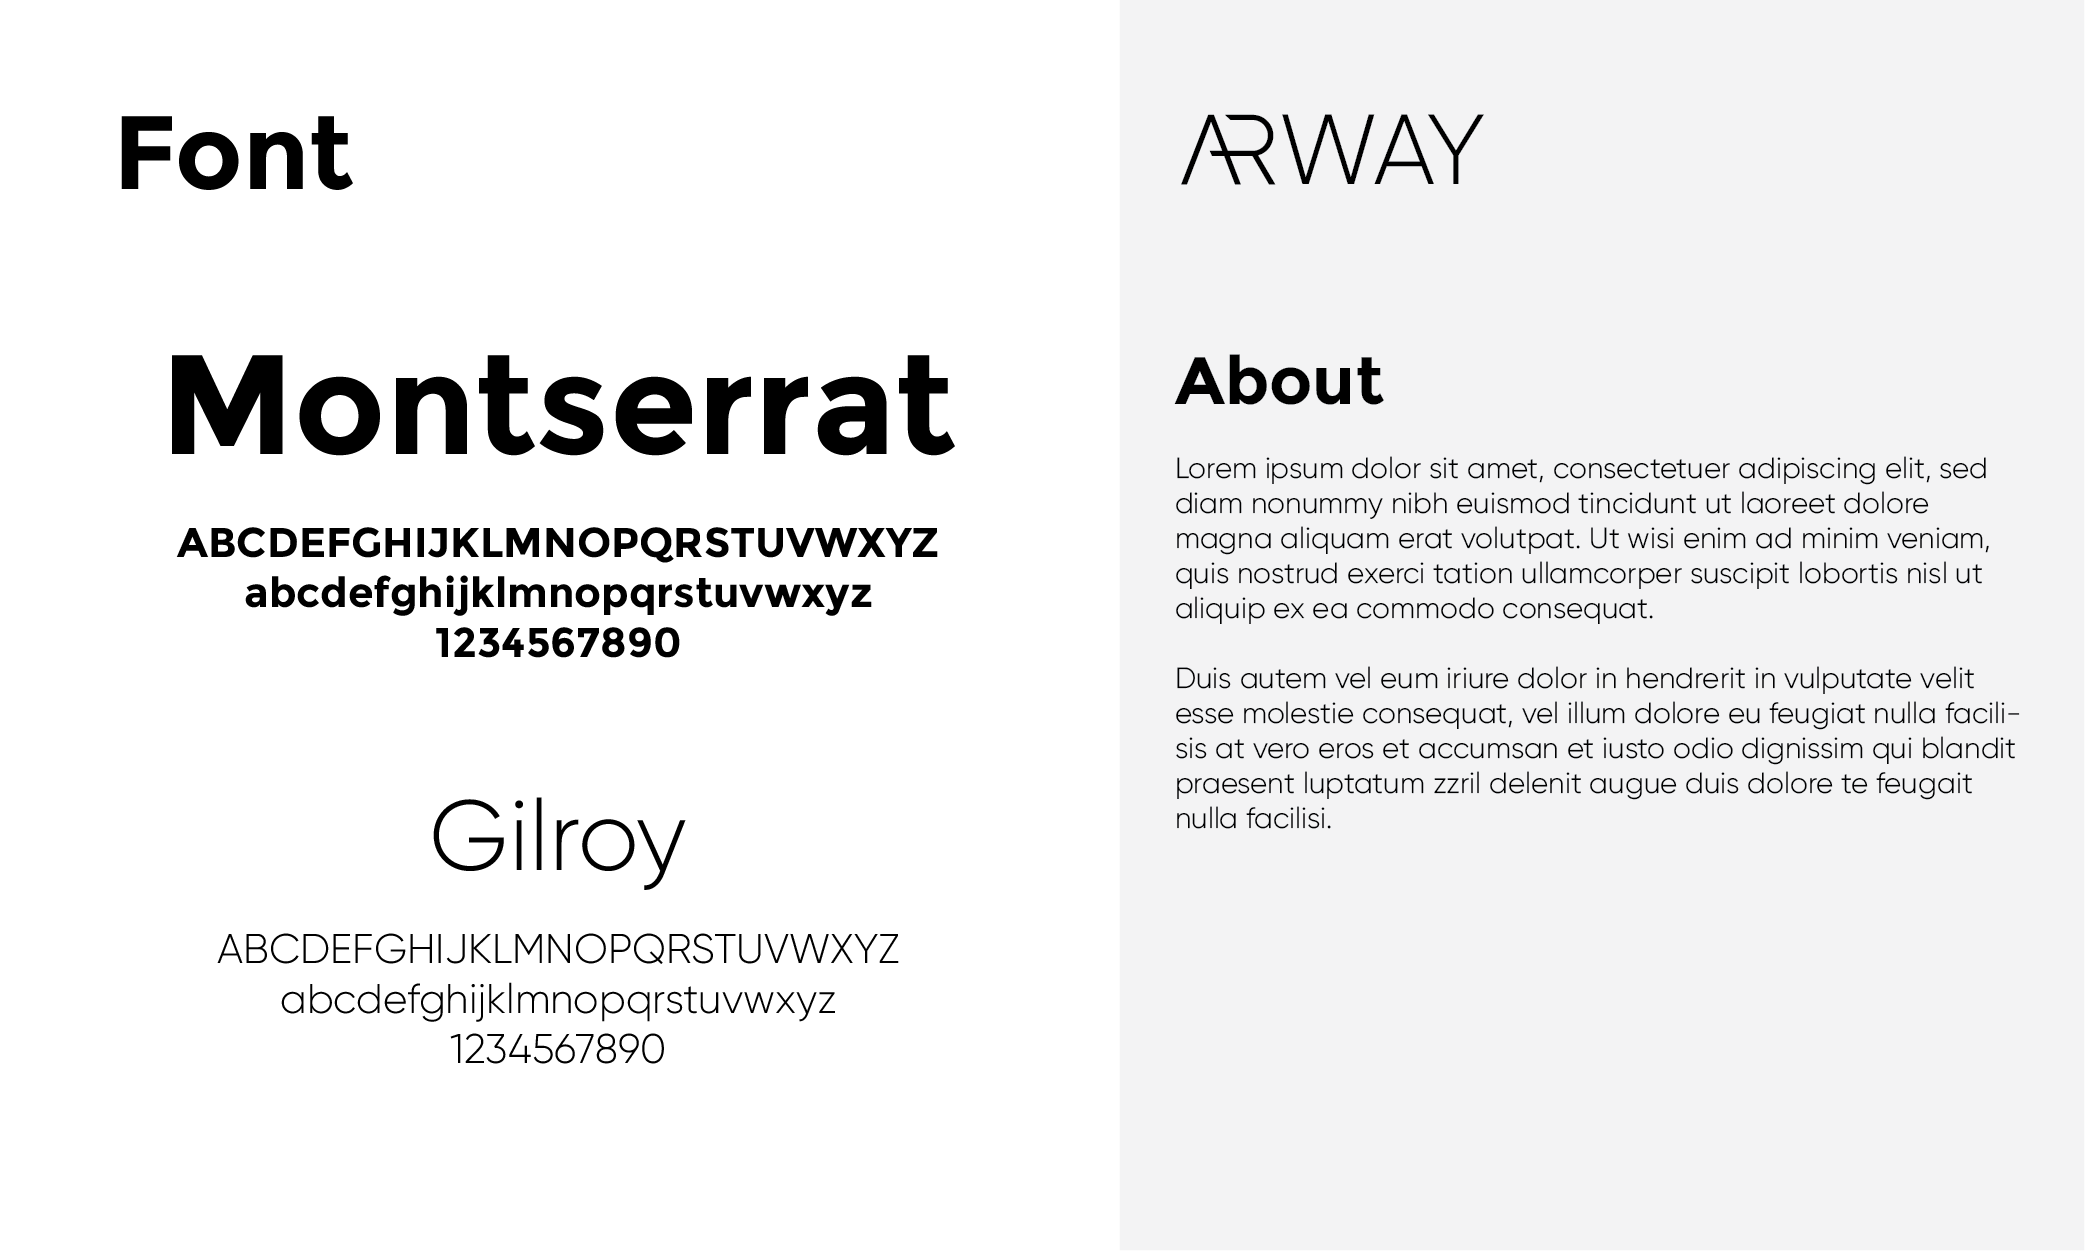 Font
Montserrat
ABCDEFGHIJKLMNOPQRSTUVWXYZ
abcdefghijklmnopqrstuvwxyz
1234567890
Gilroy
ABCDEFGHIJKLMNOPQRSTUVWXYZ
abcdefghijklmnopqrstuvwxyz
1234567890
ARWAY
About
Lorem ipsum dolor sit amet, consectetuer adipiscing elit, sed
diam nonummy nibh euismod tincidunt ut laoreet dolore
magna aliquam erat volutpat. Ut wisi enim ad minim veniam,
quis nostrud exerci tation ullamcorper suscipit lobortis nisl ut
aliquip ex ea commodo consequat.
Duis autem vel eum iriure dolor in hendrerit in vulputate velit
esse molestie consequat, vel illum dolore eu feugiat nulla facili-
sis at vero eros et accumsan et iusto odio dignissim qui blandit
praesent luptatum zzril delenit augue duis dolore te feugait
nulla facilisi.